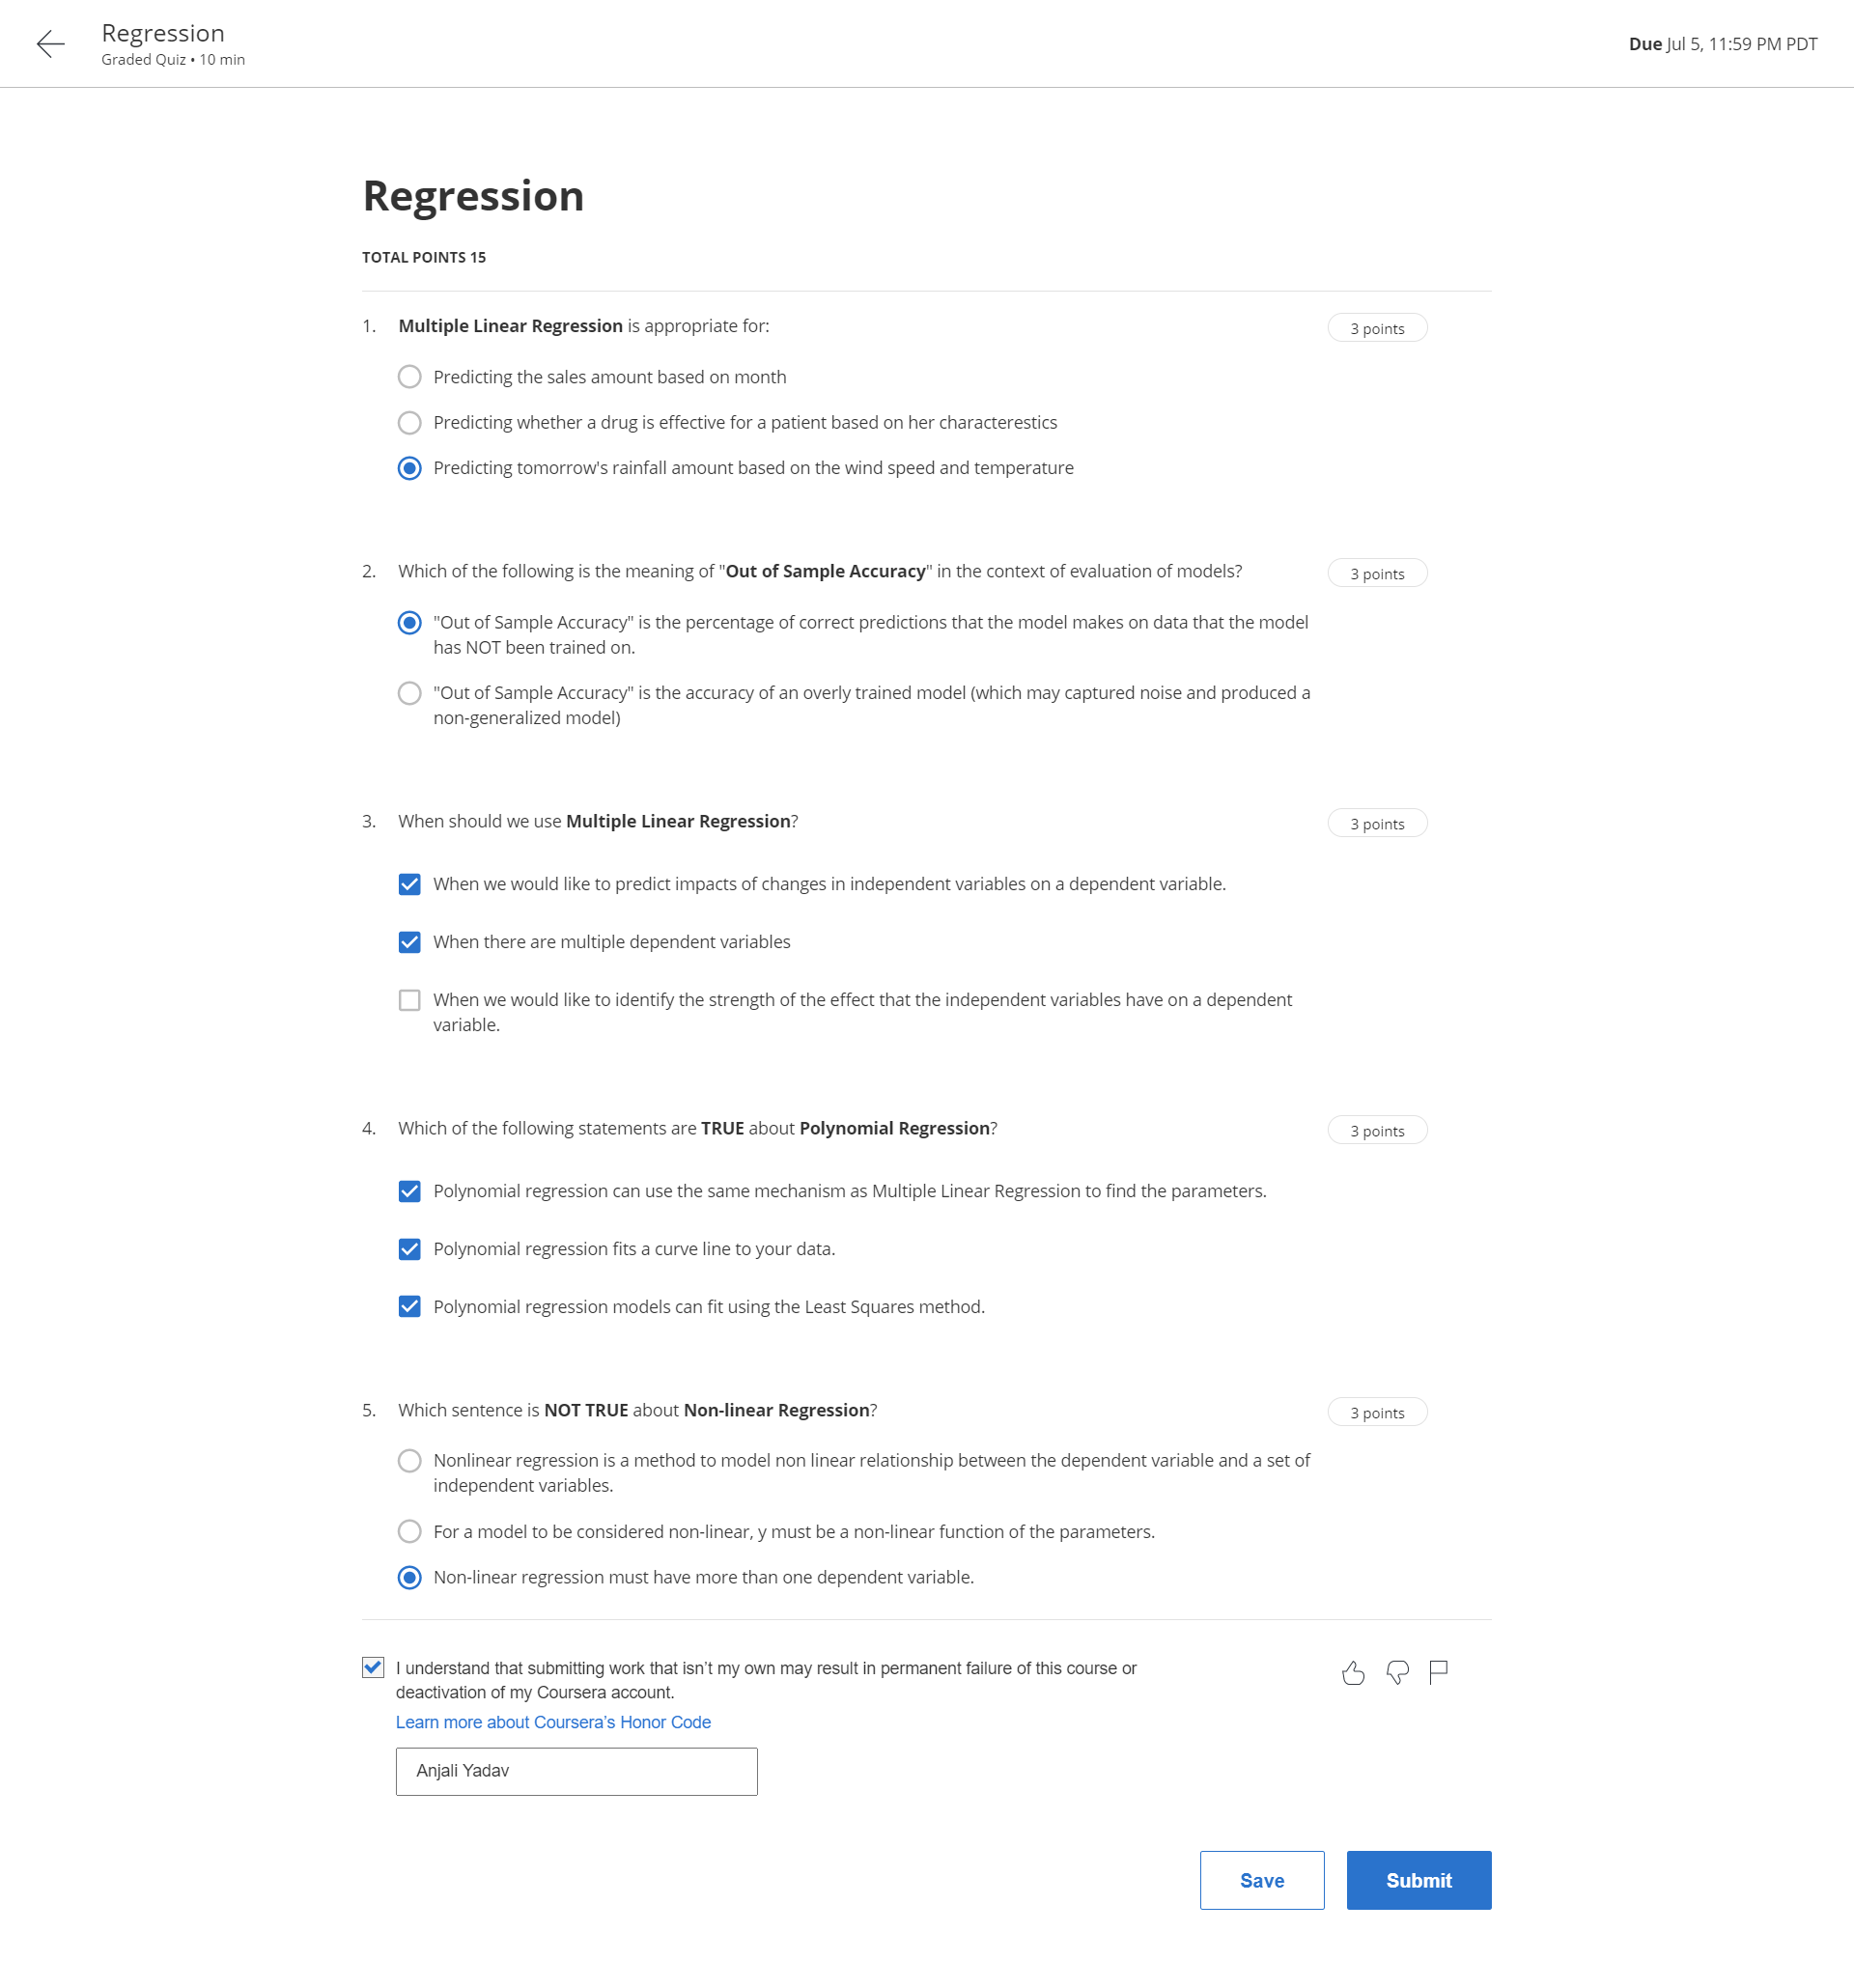 Regression
Graded Quiz • 10 min
Due Jul 5, 11:59 PM PDT
Regression
TOTAL POINTS 15
1. Multiple Linear Regression is appropriate for:
3 points
Predicting the sales amount based on month
Predicting whether a drug is effective for a patient based on her characterestics
Predicting tomorrow's rainfall amount based on the wind speed and temperature
2. Which of the following is the meaning of "Out of Sample Accuracy" in the context of evaluation of models?
3 points
"Out of Sample Accuracy" is the percentage of correct predictions that the model makes on data that the model
has NOT been trained on.
"Out of Sample Accuracy" is the accuracy of an overly trained model (which may captured noise and produced a
non-generalized model)
3. When should we use Multiple Linear Regression?
3 points
When we would like to predict impacts of changes in independent variables on a dependent variable.
When there are multiple dependent variables
When we would like to identify the strength of the effect that the independent variables have on a dependent
variable.
4. Which of the following statements are TRUE about Polynomial Regression?
3 points
Polynomial regression can use the same mechanism as Multiple Linear Regression to find the parameters.
Polynomial regression fits a curve line to your data.
Polynomial regression models can fit using the Least Squares method.
5. Which sentence is NOT TRUE about Non-linear Regression?
3 points
Nonlinear regression is a method to model non linear relationship between the dependent variable and a set of
independent variables.
For a model to be considered non-linear, y must be a non-linear function of the parameters.
Non-linear regression must have more than one dependent variable.
I understand that submitting work that isn’t my own may result in permanent failure of this course or
deactivation of my Coursera account.
Learn more about Coursera’s Honor Code
Anjali Yadav
Save
Submit